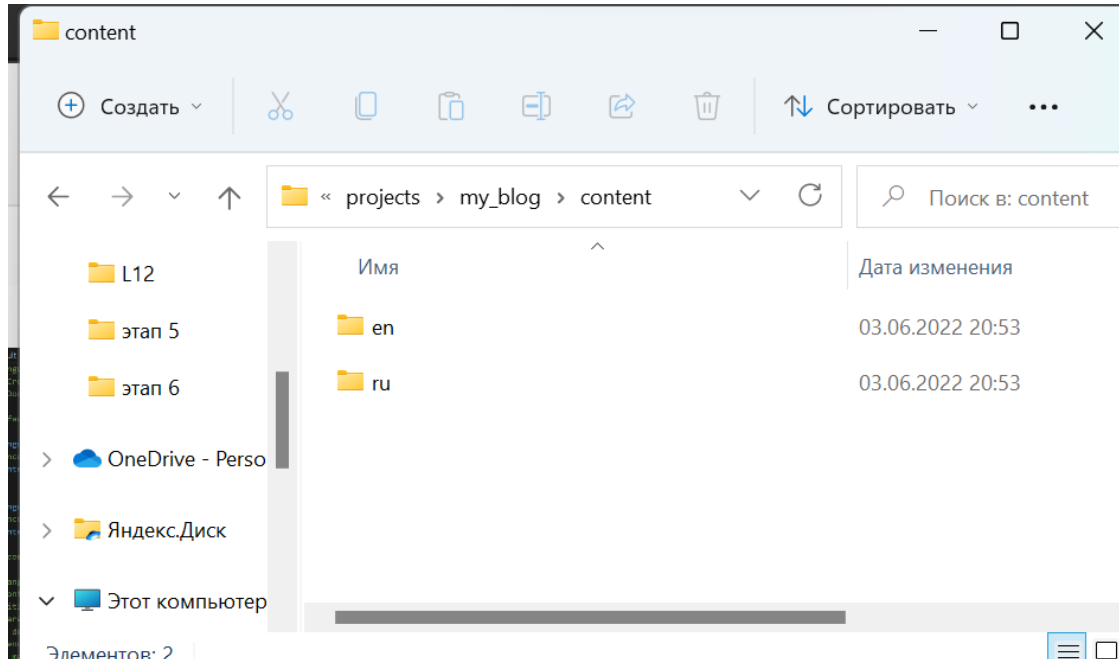 content
Создать
Сортировать
« projects › my_blog › content
Поиск в: content
Имя
Дата изменения
L12
этап 5
этап 6
OneDrive - Perso
Яндекс.Диск
Этот компьютер
en
03.06.2022 20:53
ru
03.06.2022 20:53
Элементов: 2